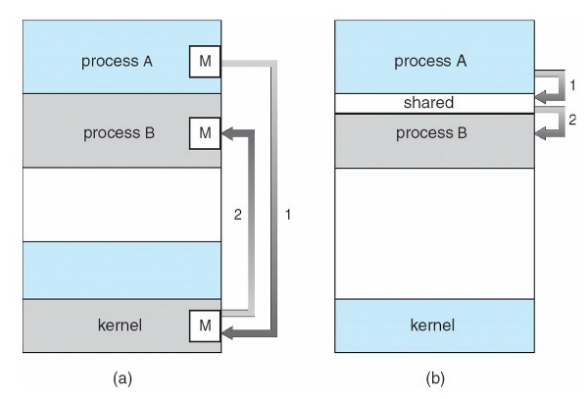 process A M
process B M
2 1
kernel M
(a)
process A
1
shared
2
process B
kernel
(b)